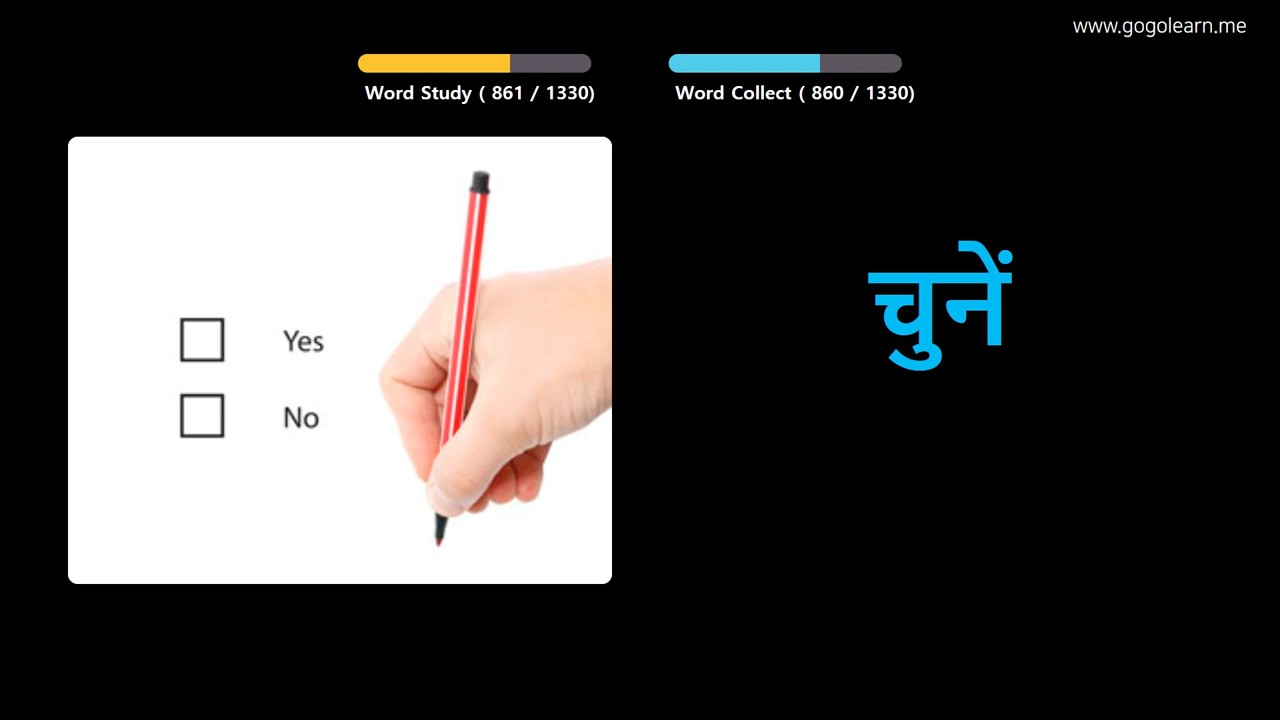 www.gogolearn.me
Word Study ( 861 / 1330)
Word Collect ( 860 / 1330)
Yes
No
चुनें